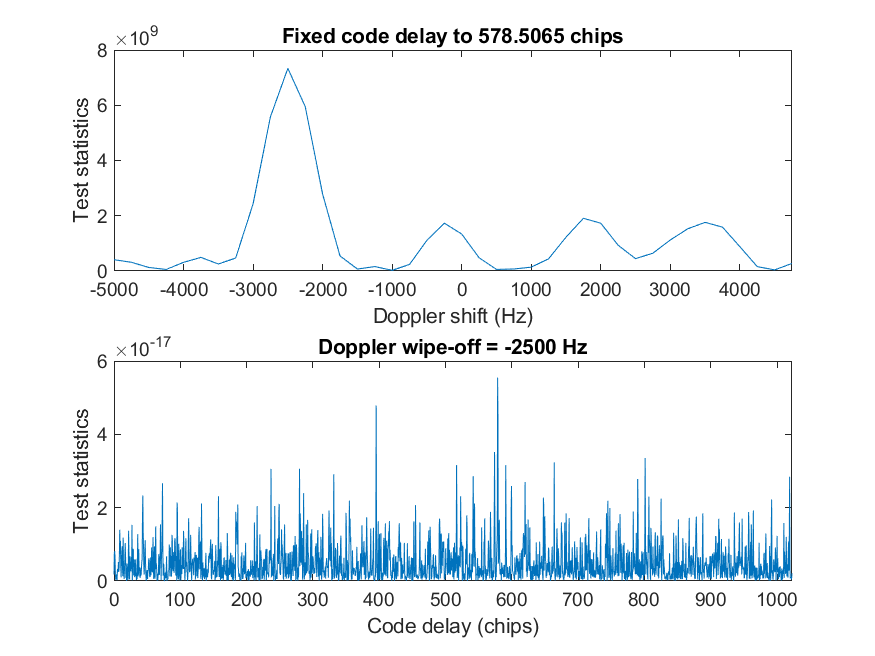 ×10^9
Fixed code delay to 578.5065 chips
8
6
4
2
0
Test statistics
-5000 -4000 -3000 -2000 -1000 0 1000 2000 3000 4000
Doppler shift (Hz)
×10^-17
Doppler wipe-off = -2500 Hz
6
4
2
0
Test statistics
0 100 200 300 400 500 600 700 800 900 1000
Code delay (chips)